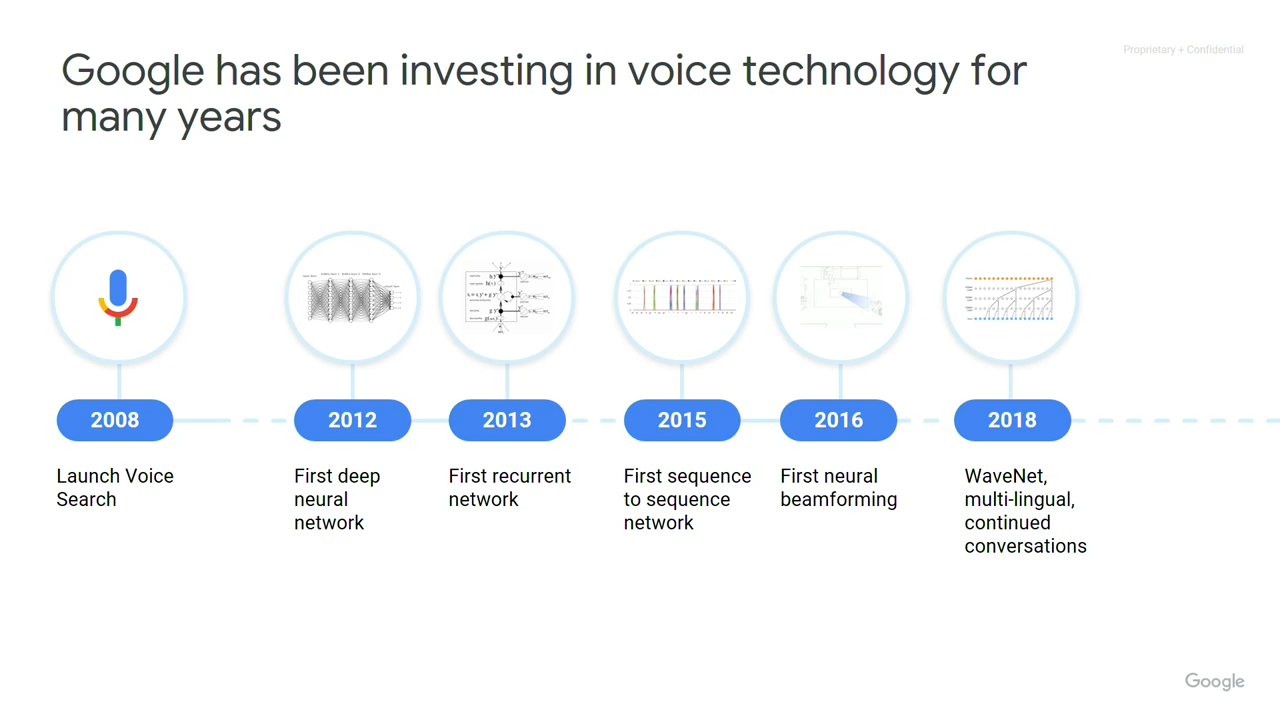 Proprietary + Confidential
Google has been investing in voice technology for
many years
2008
2012
2013
2015
2016
2018
Launch Voice
Search
First deep
neural
network
First recurrent
network
First sequence
to sequence
network
First neural
beamforming
WaveNet,
multi-lingual,
continued
conversations
Google